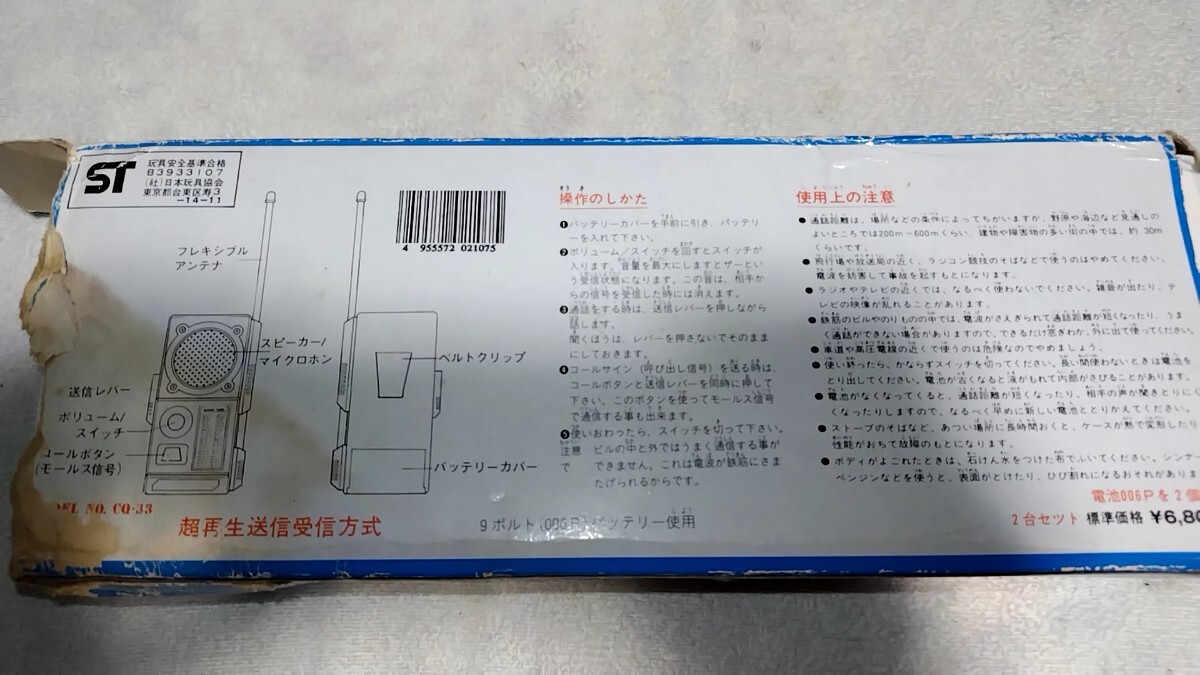 ST
玩具安全基準合格
B3933107
(社)日本玩具協会
東京都台東区寿3
-14-11
フレキシブル
アンテナ
スピーカー/
マイクロホン
送信レバー
ボリューム/
スイッチ
コールボタン
(モールス信号)
ベルトクリップ
バッテリーカバー
4 955572 021075
NO. CQ-33
超再生送信受信方式
9ボルト(006P)バッテリー使用
操作のしかた
❶バッテリーカバーを手前に引き、バッテリ
ーを入れて下さい。
❷ボリューム/スイッチを回すとスイッチが
入ります。音量を最大にしますとザーとい
う受信状態になります。この音は、相手か
らの信号を受信した時には消えます。
❸通話をする時は、送信レバーを押しながら
話します。
聞くほうは、レバーを押さないでそのまま
にしておきます。
❹コールサイン(呼び出し信号)を送る時は、
コールボタンと送信レバーを同時に押して
下さい。このボタンを使ってモールス信号
で通信する事も出来ます。
❺使いおわったら、スイッチを切って下さい。
注意 ビルの中と外ではうまく通信する事が
で できません。これは電波が鉄筋にさま
たげられるからです。
使用上の注意
● 通話距離は、場所などの条件によってちがいますが、野原や海辺など見通しの
よいところでは200m-600mくらい、建物や障害物の多い街の中では、約30m
くらいです。
● 飛行場や放送局の近く、ラジコン競技のそばなどで使うのはやめてください。
電波を妨害して事故を起すもとになります。
● ラジオやテレビの近くでは、なるべく使わないでください。雑音が出たり、テ
レビの映像が乱れることがあります。
● 鉄筋のビルやのりもの中では、電波がさえぎられて通話距離が短くなったり、うま
く通話ができない場合がありますので、できるだけ窓ぎわか、外に出て使ってください
● 車道や高圧電線の近くで使うのは危険なのでやめましょう。
● 使い終ったら、かならずスイッチを切ってください。長い間使わないときは電池を
とり出してください。電池が古くなると液がもれて内部がさびることがあります。
● 電池がなくなってくると、通話距離が短くなったり、相手の声が聞きとりに
くくなったりしますので、なるべく早めに新しい電池ととりかえてください。
● ストーブのそばなど、あつい場所に長時間おくと、ケースが熱で変形したり
性能がおちて故障のもとになります。
● ボディがよごれたときは、石けん水をつけた布でふいてください。シンナー
ベンジンなどを使うと、表面がとけたり、ひび割れになるおそれがありま
電池006Pを2個
2台セット 標準価格 ¥6,80